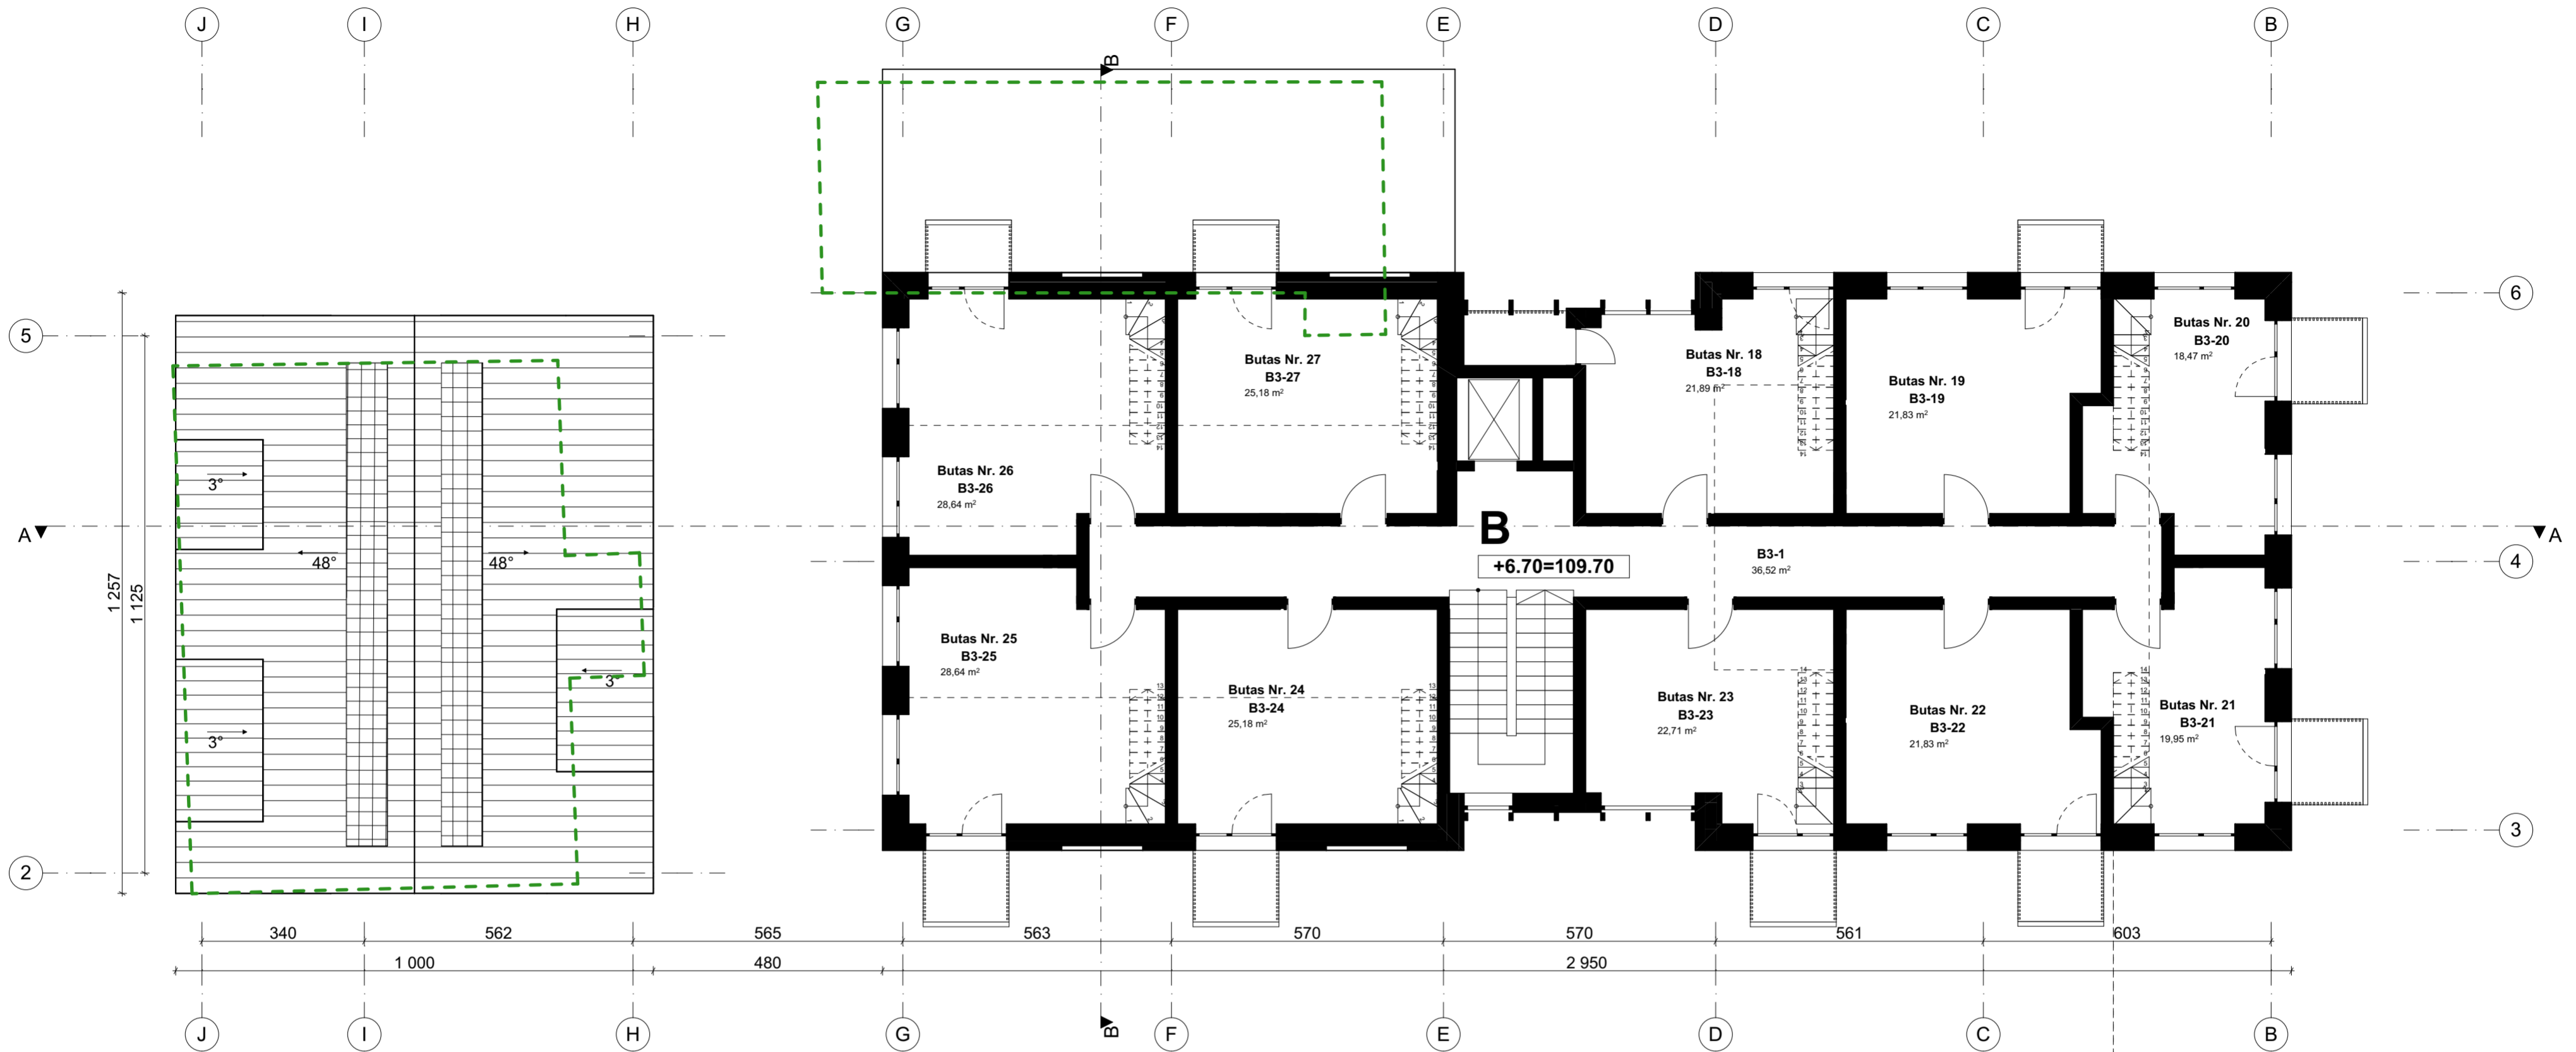 J I H G F E D C B
B
6
5
Butas Nr. 20
B3-20
18,47 m²
Butas Nr. 27
B3-27
25,18 m²
Butas Nr. 18
B3-18
21,89 m²
Butas Nr. 19
B3-19
21,83 m²
Butas Nr. 26
B3-26
28,64 m²
3°
A
A
B
+6.70=109.70
B3-1
36,52 m²
4
48°
48°
1 257
1 125
Butas Nr. 25
B3-25
28,64 m²
3°
Butas Nr. 24
B3-24
25,18 m²
Butas Nr. 23
B3-23
22,71 m²
Butas Nr. 22
B3-22
21,83 m²
Butas Nr. 21
B3-21
19,95 m²
3°
3
2
340 562 565 563 570 570 561 603
1 000 480 2 950
J I H G F E D C B
B